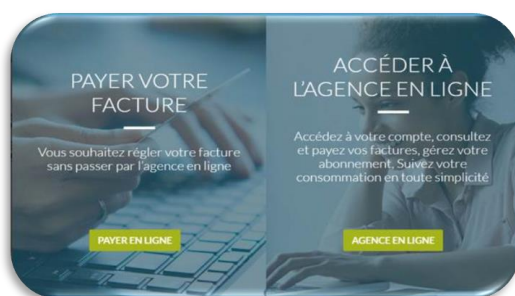 PAYER VOTRE
FACTURE
Vous souhaitez régler votre facture
sans passer par l'agence en ligne
PAYER EN LIGNE
ACCÉDER À
L'AGENCE EN LIGNE
Accédez à votre compte, consultez
et payez vos factures, gérez votre
abonnement, Suivez votre
consommation en toute simplicité
AGENCE EN LIGNE